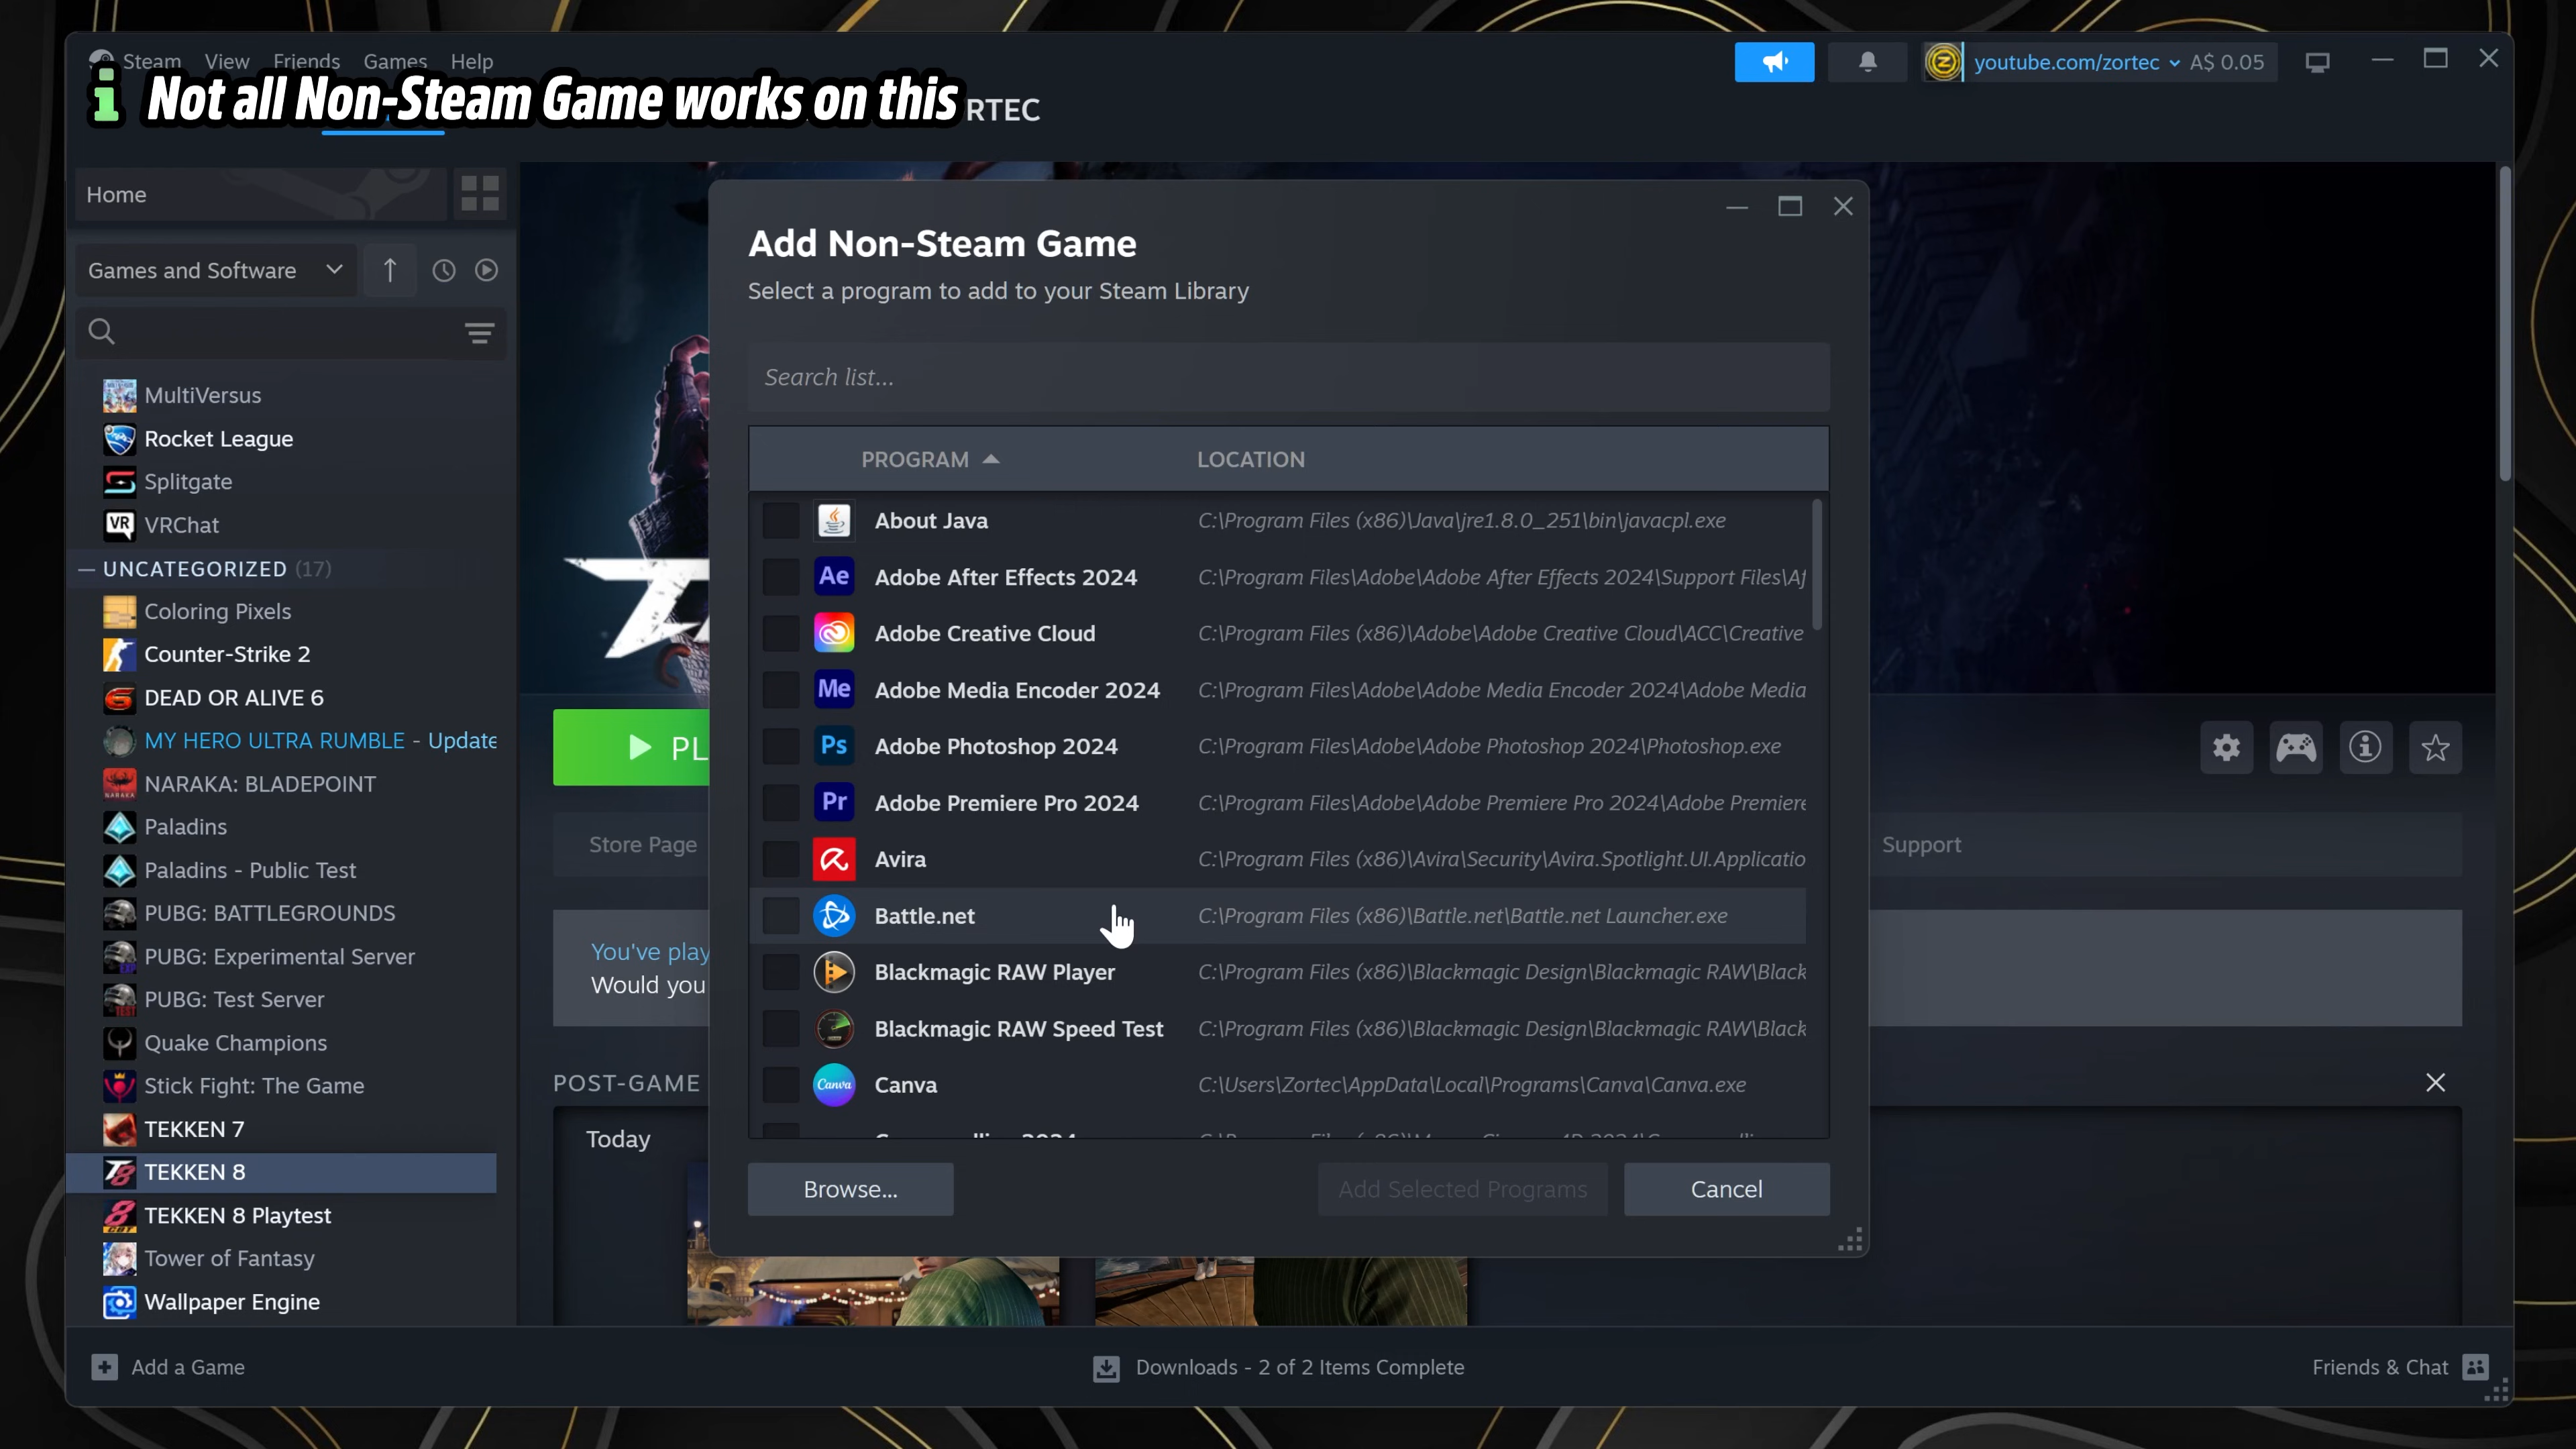 Steam View Friends Games Help
youtube.com/zortec A$ 0.05
Not all Non-Steam Game works on this
RTEC
Home
Games and Software
MultiVersus
Rocket League
Splitgate
VR VRChat
UNCATEGORIZED (17)
Coloring Pixels
Counter-Strike 2
DEAD OR ALIVE 6
MY HERO ULTRA RUMBLE - Update
NARAKA: BLADEPOINT
Paladins
Paladins - Public Test
PUBG: BATTLEGROUNDS
PUBG: Experimental Server
PUBG: Test Server
Quake Champions
Stick Fight: The Game
TEKKEN 7
TEKKEN 8
TEKKEN 8 Playtest
Tower of Fantasy
Wallpaper Engine
Add Non-Steam Game
Select a program to add to your Steam Library
Search list...
PROGRAM LOCATION
About Java C:\Program Files (x86)\Java\jre1.8.0_251\bin\javacpl.exe
Ae Adobe After Effects 2024 C:\Program Files\Adobe\Adobe After Effects 2024\Support Files\Af
Adobe Creative Cloud C:\Program Files (x86)\Adobe\Adobe Creative Cloud\ACC\Creative
Me Adobe Media Encoder 2024 C:\Program Files\Adobe\Adobe Media Encoder 2024\Adobe Media
Ps Adobe Photoshop 2024 C:\Program Files\Adobe\Adobe Photoshop 2024\Photoshop.exe
Pr Adobe Premiere Pro 2024 C:\Program Files\Adobe\Adobe Premiere Pro 2024\Adobe Premiere
Avira C:\Program Files (x86)\Avira\Security\Avira.Spotlight.UI.Applicatio
Battle.net C:\Program Files (x86)\Battle.net\Battle.net Launcher.exe
Blackmagic RAW Player C:\Program Files (x86)\Blackmagic Design\Blackmagic RAW\Black
Blackmagic RAW Speed Test C:\Program Files (x86)\Blackmagic Design\Blackmagic RAW\Black
Canva Canva C:\Users\Zortec\AppData\Local\Programs\Canva\Canva.exe
Browse... Add Selected Programs Cancel
PL
Store Page
Support
You've play
Would you
POST-GAME
Today
Add a Game
Downloads - 2 of 2 Items Complete
Friends & Chat